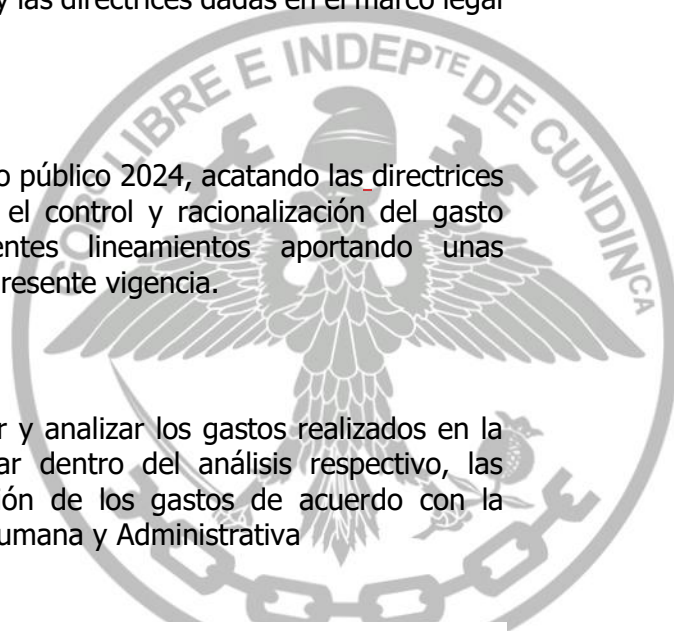 y las directrices dadas en el marco legal
GOB. LIBRE E INDEPTE DE CUNDINCA
o público 2024, acatando las directrices
el control y racionalización del gasto
entes lineamientos aportando unas
resente vigencia.
r y analizar los gastos realizados en la
ar dentro del análisis respectivo, las
ión de los gastos de acuerdo con la
umana y Administrativa